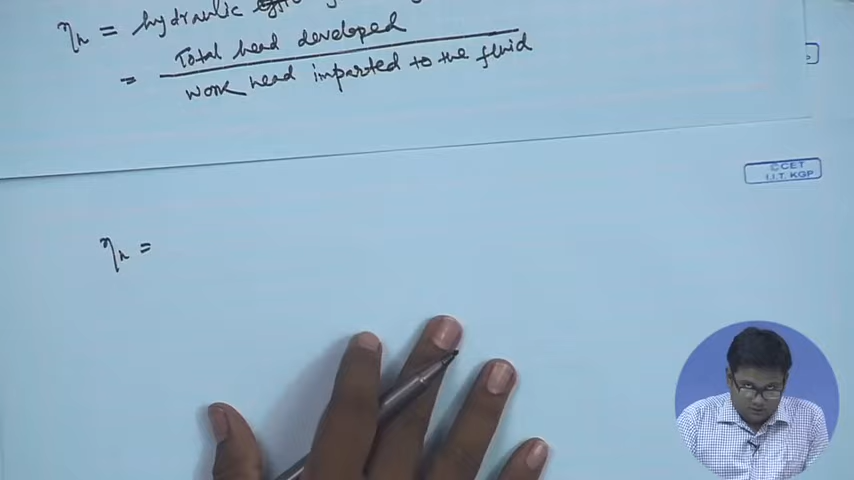 ηₕ = hydraulic
= Total head developed / work head imparted to the fluid
©CET
I.I.T. KGP
ηₕ =